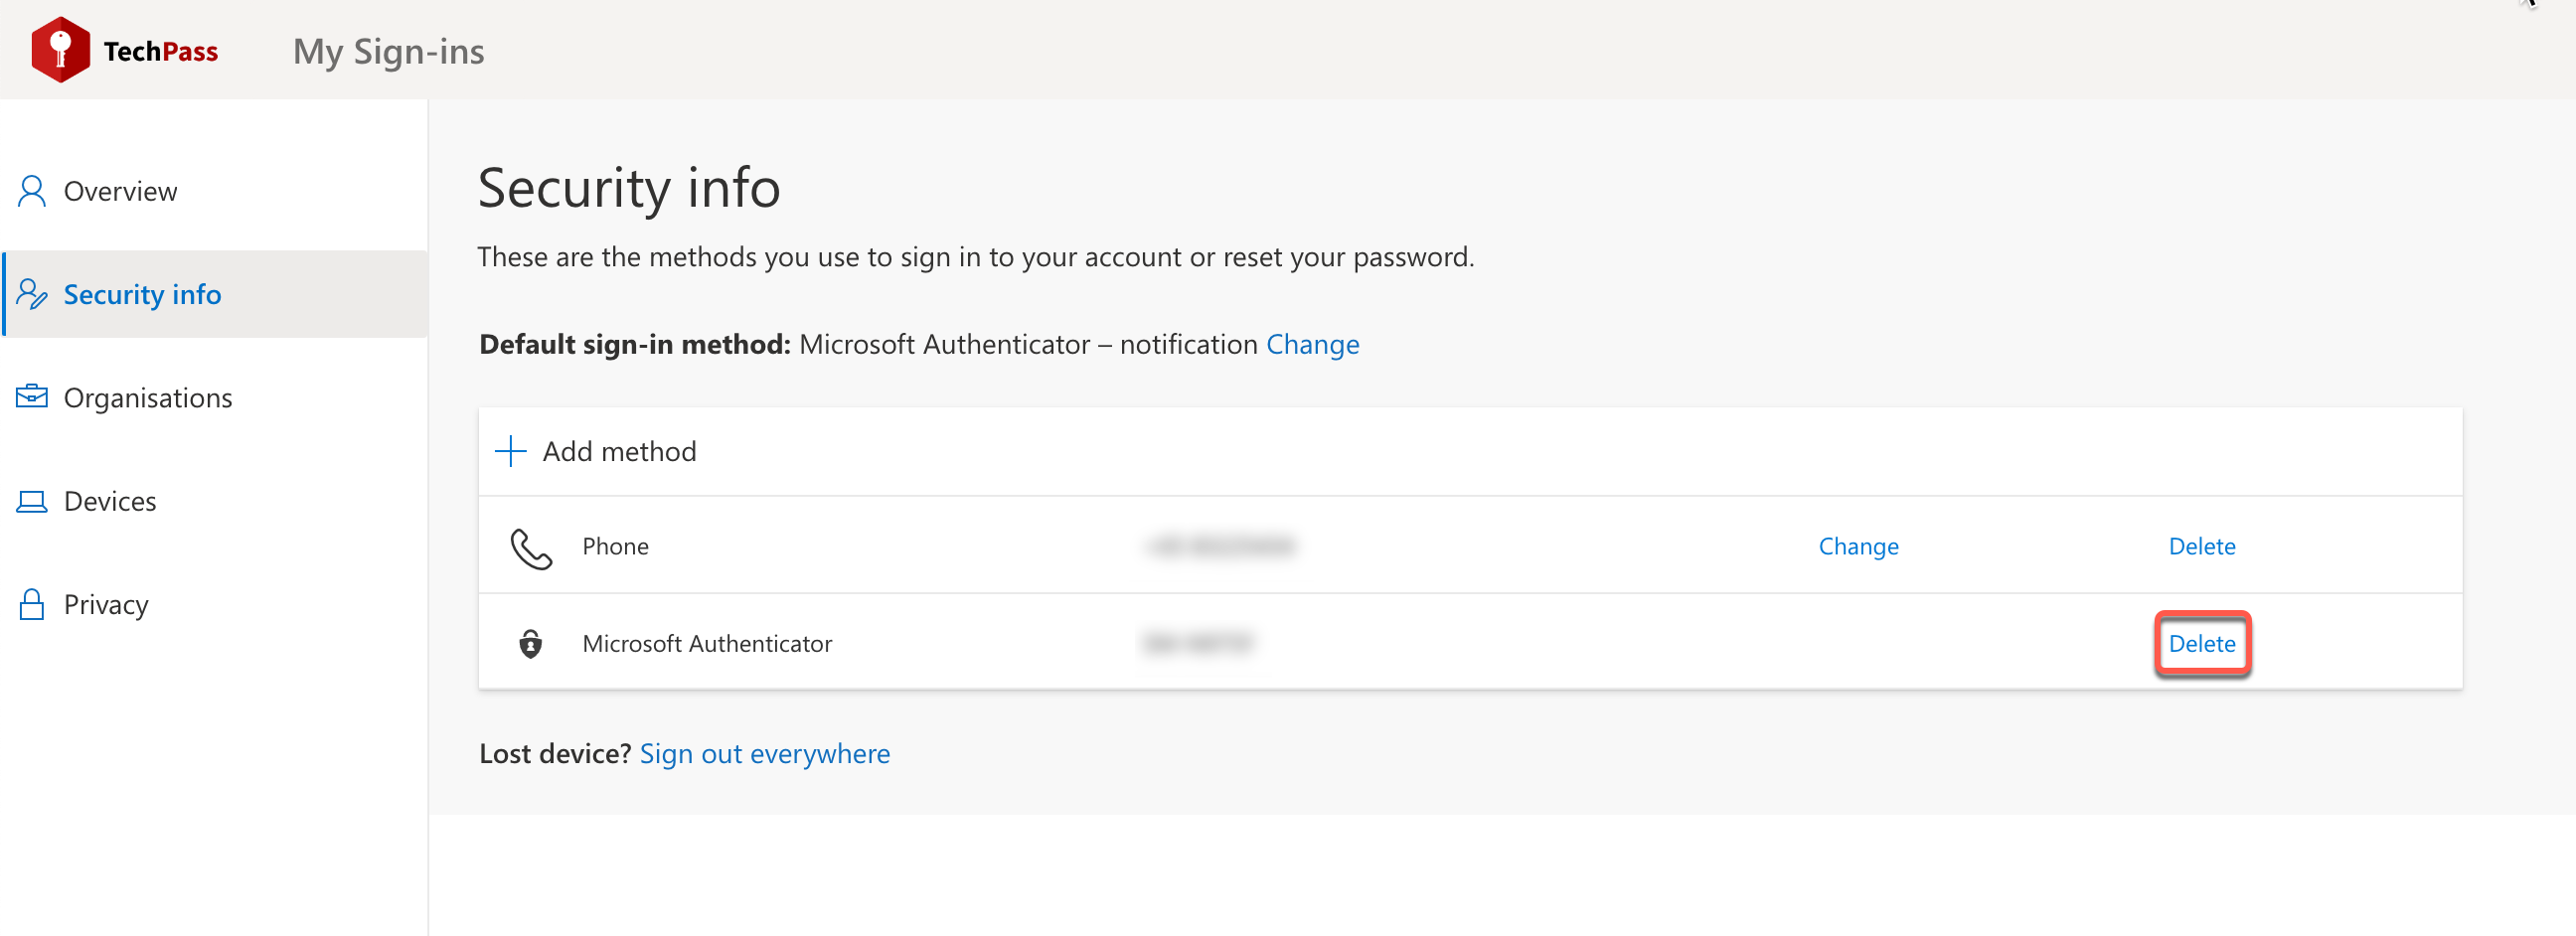 TechPass
My Sign-ins
Overview
Security info
Organisations
Devices
Privacy
Security info
These are the methods you use to sign in to your account or reset your password.
Default sign-in method: Microsoft Authenticator – notification Change
Add method
Phone Change Delete
Microsoft Authenticator Delete
Lost device? Sign out everywhere